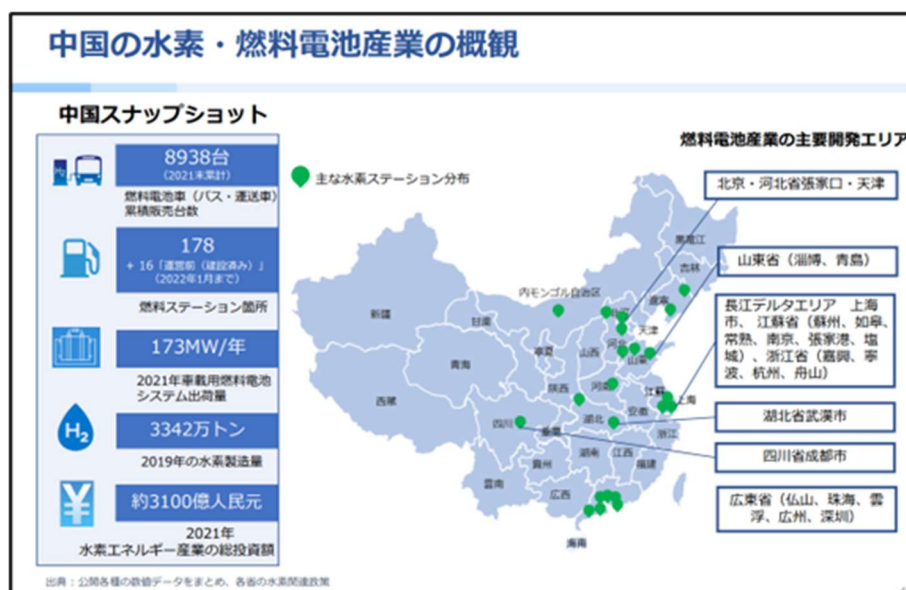 中国の水素・燃料電池産業の概観
中国スナップショット
8938台
(2021末累計)
燃料電池車（バス・運送車）
累積販売台数
178
+ 16「運営前（建設済み）」
（2022年1月まで）
燃料ステーション箇所
173MW/年
2021年車載用燃料電池
システム出荷量
H₂
3342万トン
2019年の水素製造量
約3100億人民元
2021年
水素エネルギー産業の総投資額
主な水素ステーション分布
燃料電池産業の主要開発エリア
北京・河北省張家口・天津
山東省（淄博、青島）
長江デルタエリア　上海
市、江蘇省（蘇州、如皐、
常熟、南京、張家港、塩
城）、浙江省（嘉興、寧
波、杭州、舟山）
湖北省武漢市
四川省成都市
広東省（仏山、珠海、雲
浮、広州、深圳）
黒竜江
吉林
遼寧
内モンゴル自治区
新疆
甘粛
天津
河北
山東
山西
寧夏
青海
陝西
河南
江蘇
上海
西蔵
四川
重慶
湖北
安徽
浙江
湖南
江西
貴州
福建
雲南
広西
海南
出典：公開各種の数値データをまとめ、各省の水素関連政策